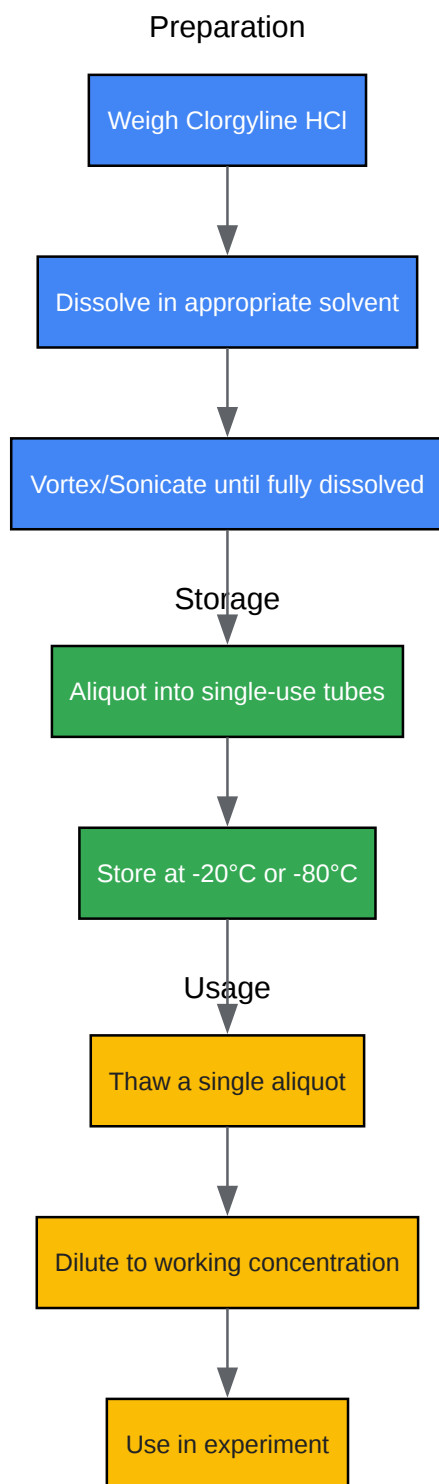 Preparation
Weigh Clorgyline HCl
Dissolve in appropriate solvent
Vortex/Sonicate until fully dissolved
Storage
Aliquot into single-use tubes
Store at -20°C or -80°C
Usage
Thaw a single aliquot
Dilute to working concentration
Use in experiment